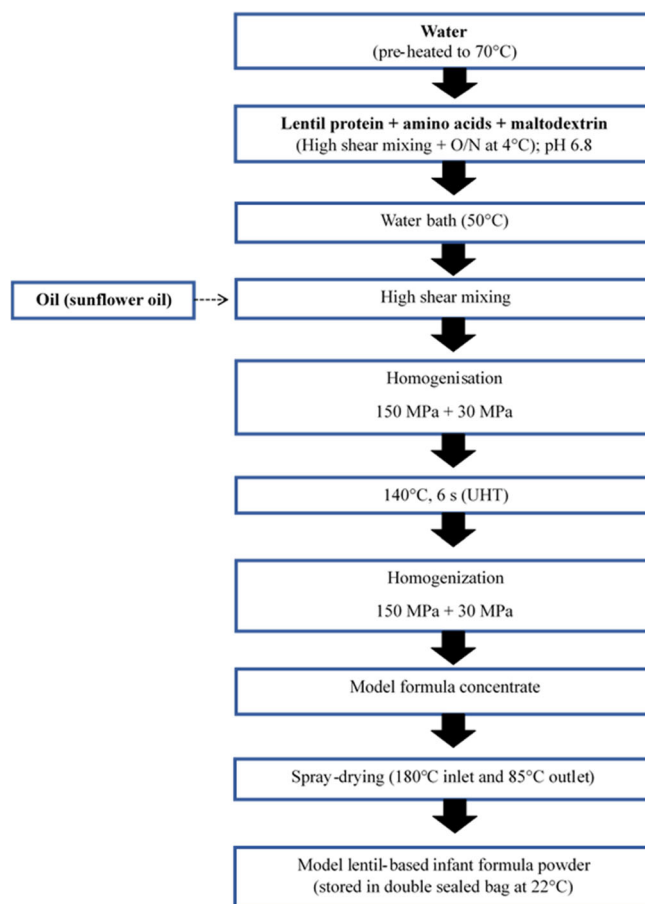 Water
(pre-heated to 70°C)
Lentil protein + amino acids + maltodextrin
(High shear mixing + O/N at 4°C); pH 6.8
Water bath (50°C)
Oil (sunflower oil)
High shear mixing
Homogenisation
150 MPa + 30 MPa
140°C, 6 s (UHT)
Homogenization
150 MPa + 30 MPa
Model formula concentrate
Spray-drying (180°C inlet and 85°C outlet)
Model lentil-based infant formula powder
(stored in double sealed bag at 22°C)